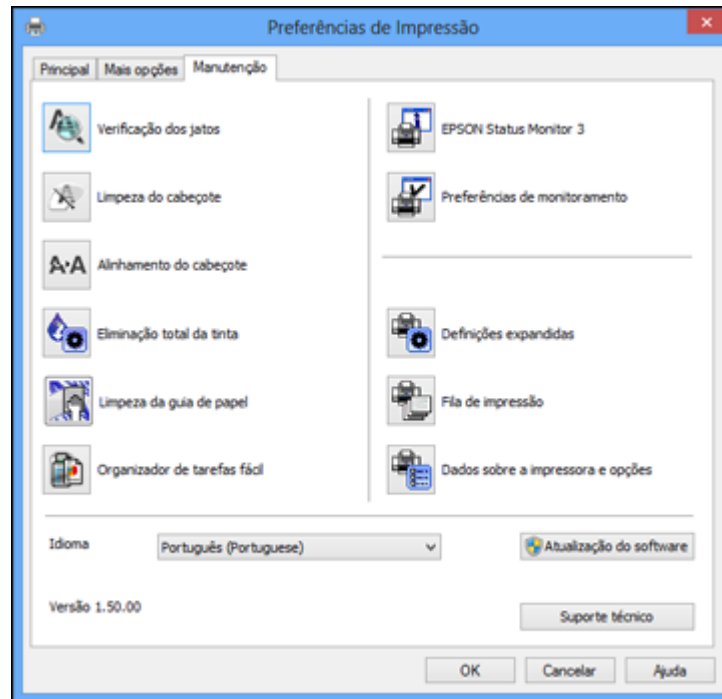 Preferências de Impressão
Principal
Mais opções
Manutenção
Verificação dos jatos
Limpeza do cabeçote
Alinhamento do cabeçote
Eliminação total da tinta
Limpeza da guia de papel
Organizador de tarefas fácil
EPSON Status Monitor 3
Preferências de monitoramento
Definições expandidas
Fila de impressão
Dados sobre a impressora e opções
Idioma
Português (Portuguese)
Atualização do software
Versão 1.50.00
Suporte técnico
OK
Cancelar
Ajuda